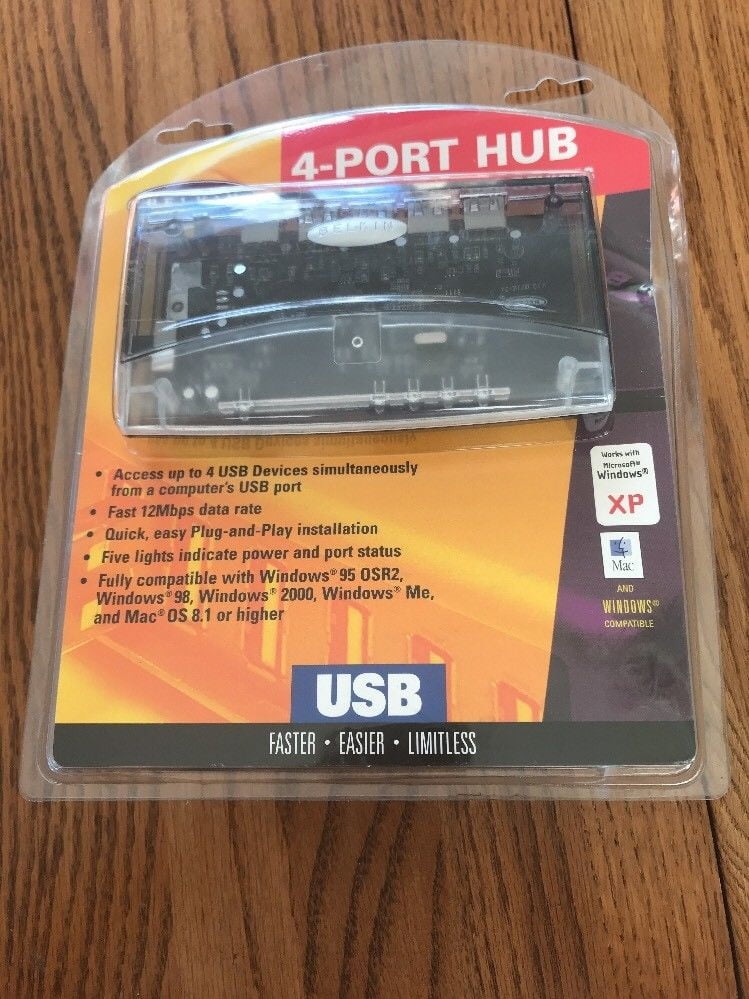 4-PORT HUB
BELKIN
• Access up to 4 USB Devices simultaneously
from a computer's USB port
• Fast 12Mbps data rate
• Quick, easy Plug-and-Play installation
• Five lights indicate power and port status
• Fully compatible with Windows® 95 OSR2,
Windows® 98, Windows® 2000, Windows® Me,
and Mac® OS 8.1 or higher
Works with
Microsoft®
Windows®
XP
Mac
AND
WINDOWS®
COMPATIBLE
USB
FASTER • EASIER • LIMITLESS